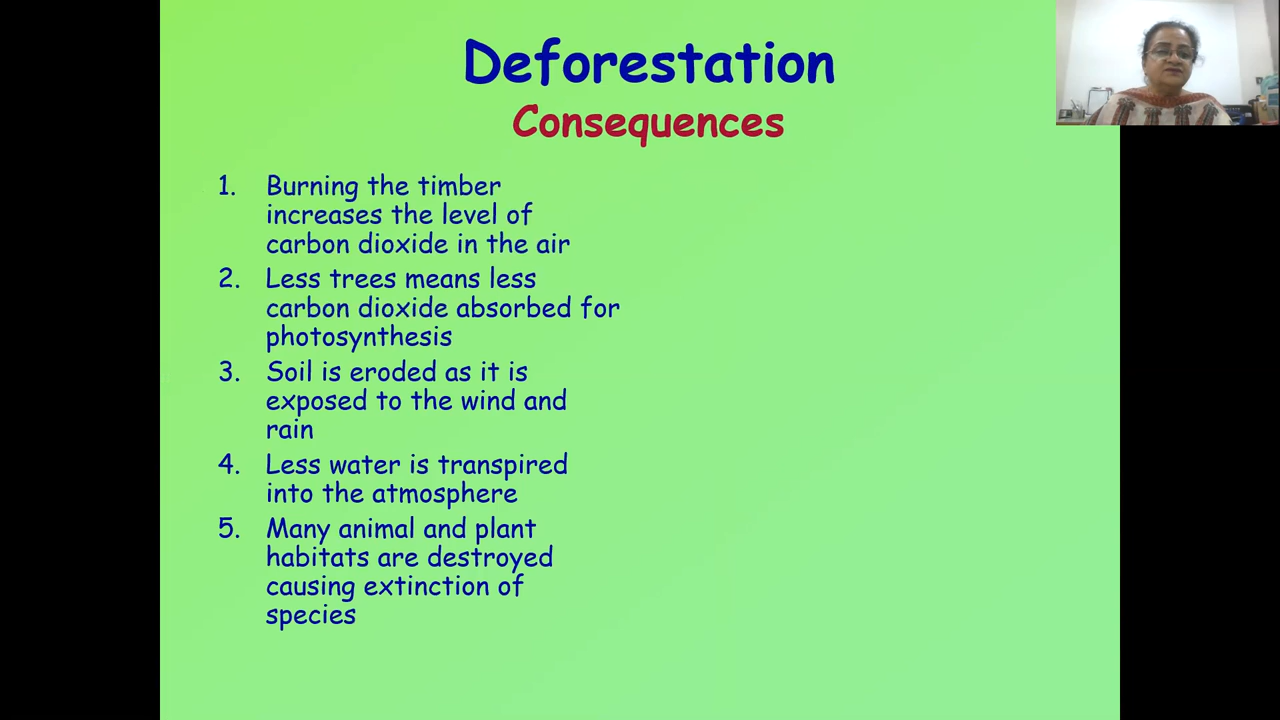 Deforestation
Consequences
1. Burning the timber
increases the level of
carbon dioxide in the air
2. Less trees means less
carbon dioxide absorbed for
photosynthesis
3. Soil is eroded as it is
exposed to the wind and
rain
4. Less water is transpired
into the atmosphere
5. Many animal and plant
habitats are destroyed
causing extinction of
species